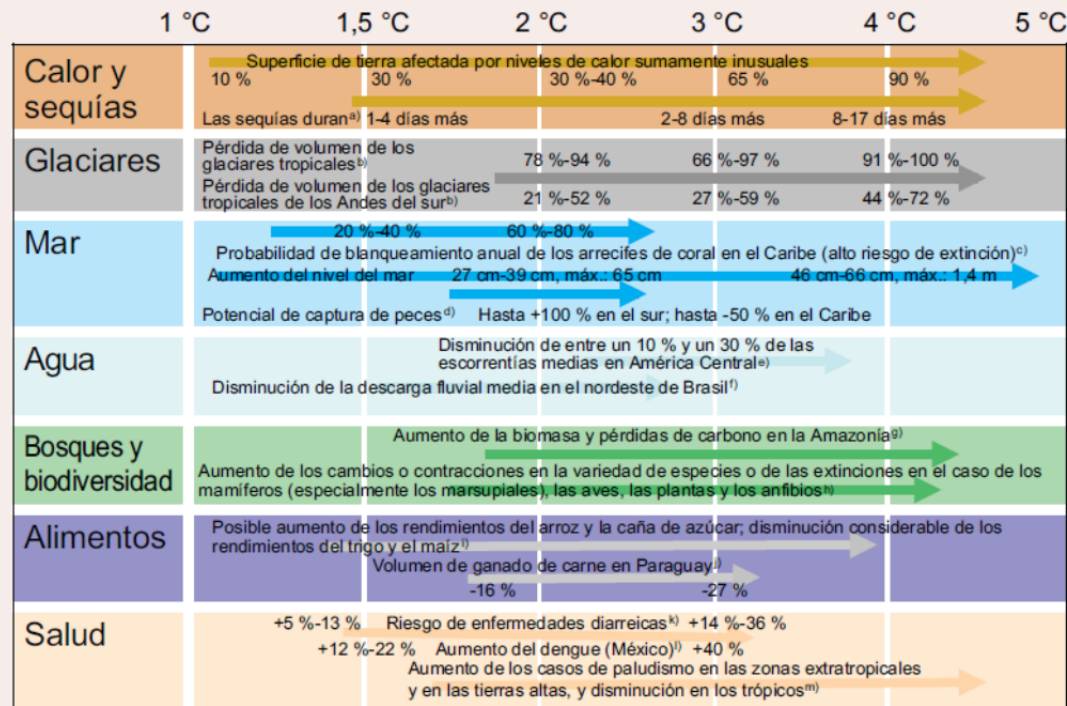 1 °C 1,5 °C 2 °C 3 °C 4 °C 5 °C
Calor y
sequías
Superficie de tierra afectada por niveles de calor sumamente inusuales
10 % 30 % 30 %-40 % 65 % 90 %
Las sequías duranᵃ⁾ 1-4 días más 2-8 días más 8-17 días más
Glaciares
Pérdida de volumen de los
glaciares tropicalesᵇ⁾ 78 %-94 % 66 %-97 % 91 %-100 %
Pérdida de volumen de los glaciares
tropicales de los Andes del surᵇ⁾ 21 %-52 % 27 %-59 % 44 %-72 %
Mar
20 %-40 % 60 %-80 %
Probabilidad de blanqueamiento anual de los arrecifes de coral en el Caribe (alto riesgo de extinción)ᶜ⁾
Aumento del nivel del mar 27 cm-39 cm, máx.: 65 cm 46 cm-66 cm, máx.: 1,4 m
Potencial de captura de pecesᵈ⁾ Hasta +100 % en el sur; hasta -50 % en el Caribe
Agua
Disminución de entre un 10 % y un 30 % de las
escorrentías medias en América Centralᵉ⁾
Disminución de la descarga fluvial media en el nordeste de Brasilᶠ⁾
Bosques y
biodiversidad
Aumento de la biomasa y pérdidas de carbono en la Amazoníaᵍ⁾
Aumento de los cambios o contracciones en la variedad de especies o de las extinciones en el caso de los
mamíferos (especialmente los marsupiales), las aves, las plantas y los anfibiosʰ⁾
Alimentos
Posible aumento de los rendimientos del arroz y la caña de azúcar; disminución considerable de los
rendimientos del trigo y el maízⁱ⁾
Volumen de ganado de carne en Paraguayʲ⁾
-16 % -27 %
Salud
+5 %-13 % Riesgo de enfermedades diarreicasᵏ⁾ +14 %-36 %
+12 %-22 % Aumento del dengue (México)ˡ⁾ +40 %
Aumento de los casos de paludismo en las zonas extratropicales
y en las tierras altas, y disminución en los trópicosᵐ⁾